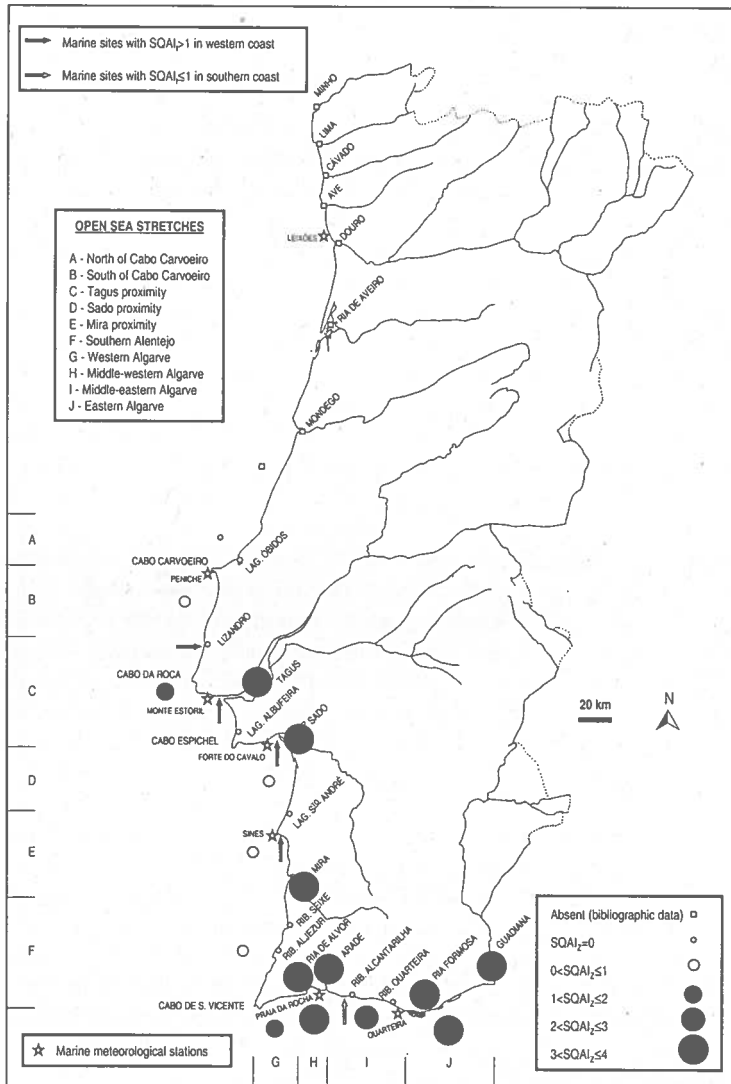 Marine sites with SQAI₁>1 in western coast
Marine sites with SQAI₁≤1 in southern coast
MINHO
LIMA
CÁVADO
AVE
LEIXÕES
DOURO
OPEN SEA STRETCHES
A - North of Cabo Carvoeiro
B - South of Cabo Carvoeiro
C - Tagus proximity
D - Sado proximity
E - Mira proximity
F - Southern Alentejo
G - Western Algarve
H - Middle-western Algarve
I - Middle-eastern Algarve
J - Eastern Algarve
RIA DE AVEIRO
MONDEGO
A
CABO CARVOEIRO
LAG. ÓBIDOS
PENICHE
B
LIZANDRO
C
CABO DA ROCA
TAGUS
MONTE ESTORIL
20 km
N
LAG. ALBUFEIRA
CABO ESPICHEL
SADO
FORTE DO CAVALO
D
LAG. Sᵗᵒ. ANDRÉ
SINES
E
MIRA
RIB. SEIXE
F
RIB. ALJEZUR
RIA DE ALVOR
ARADE
RIB. ALCANTARILHA
RIB. QUARTEIRA
RIA FORMOSA
GUADIANA
CABO DE S. VICENTE
PRAIA DA ROCHA
QUARTEIRA
Absent (bibliographic data)
SQAI₂=0
0<SQAI₂≤1
1<SQAI₂≤2
2<SQAI₂≤3
3<SQAI₂≤4
Marine meteorological stations
G H I J